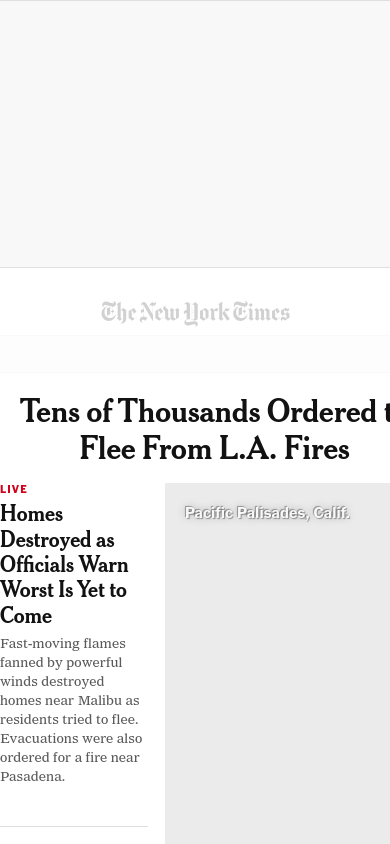 The New York Times
Tens of Thousands Ordered t
Flee From L.A. Fires
LIVE
Homes
Destroyed as
Officials Warn
Worst Is Yet to
Come
Fast-moving flames
fanned by powerful
winds destroyed
homes near Malibu as
residents tried to flee.
Evacuations were also
ordered for a fire near
Pasadena.
Pacific Palisades, Calif.